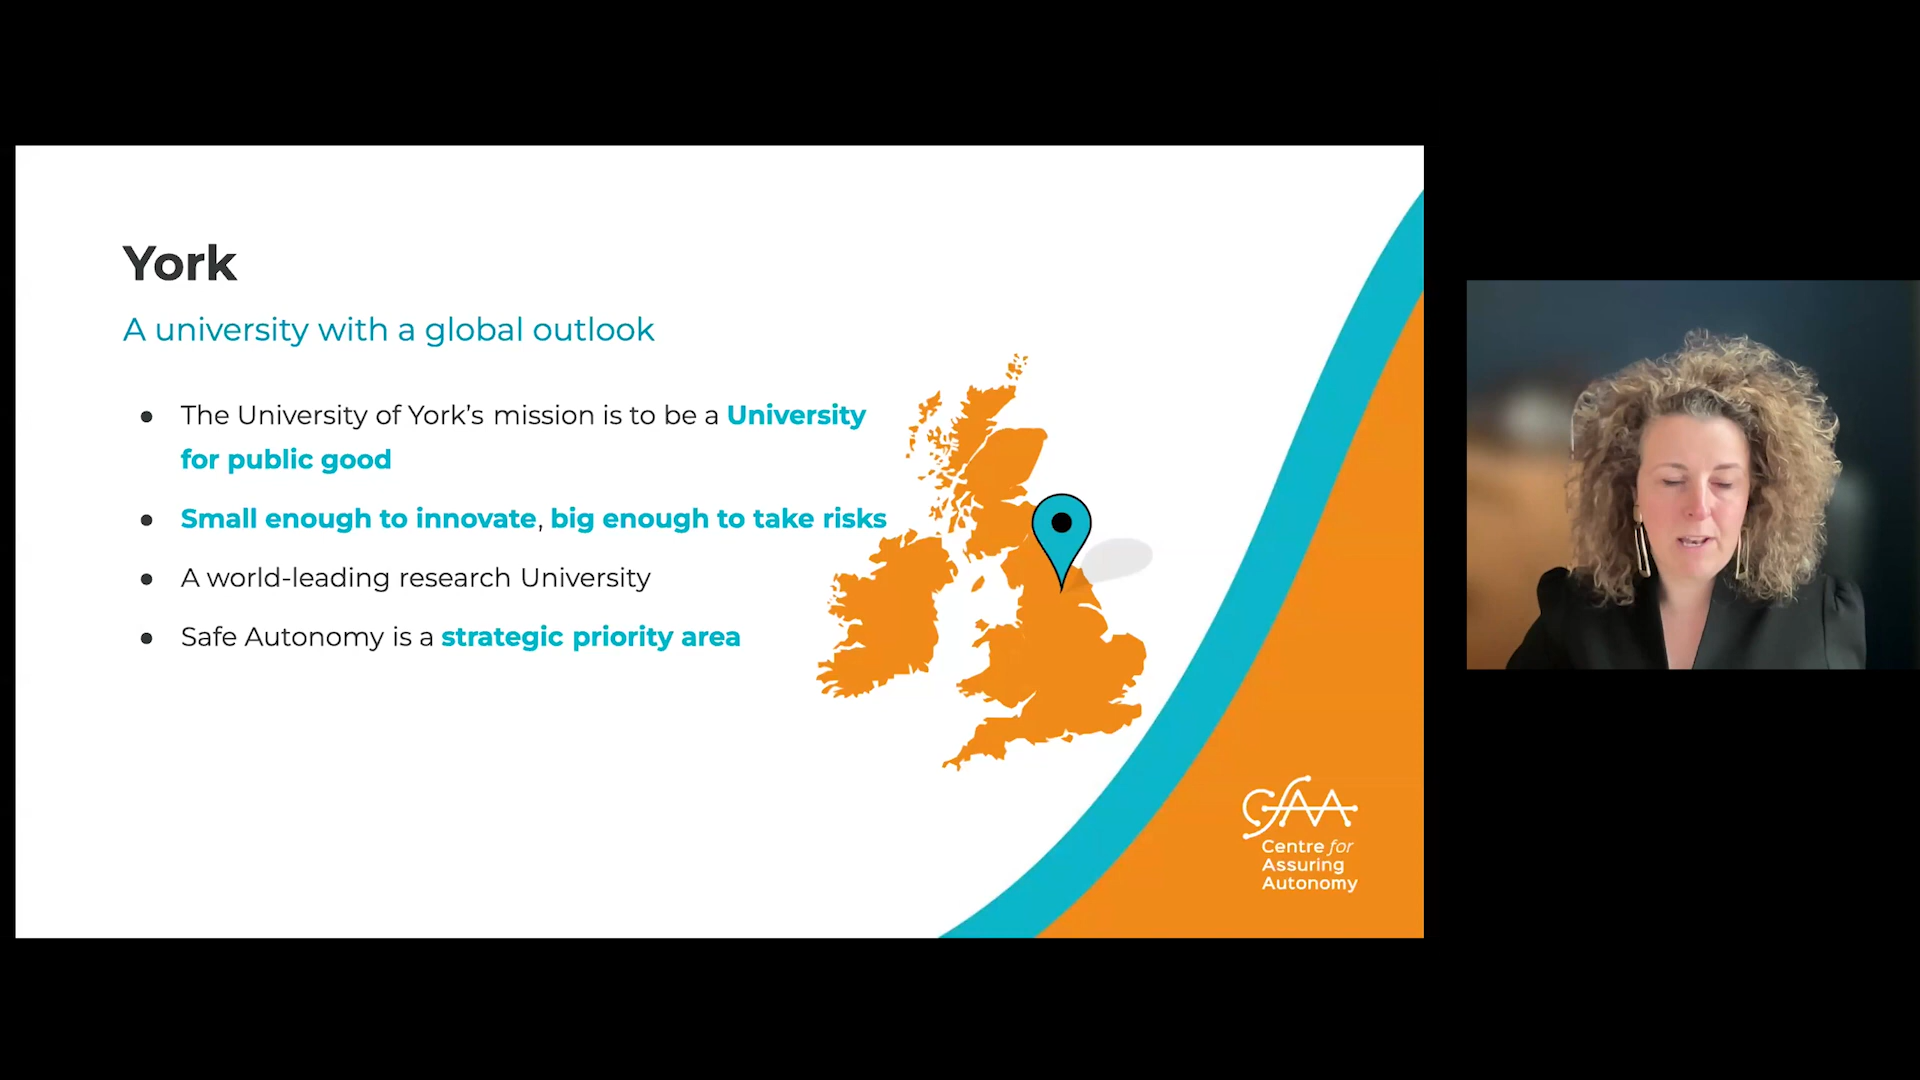 York
A university with a global outlook
● The University of York’s mission is to be a University
for public good
● Small enough to innovate, big enough to take risks
● A world-leading research University
● Safe Autonomy is a strategic priority area
CfAA
Centre for
Assuring
Autonomy